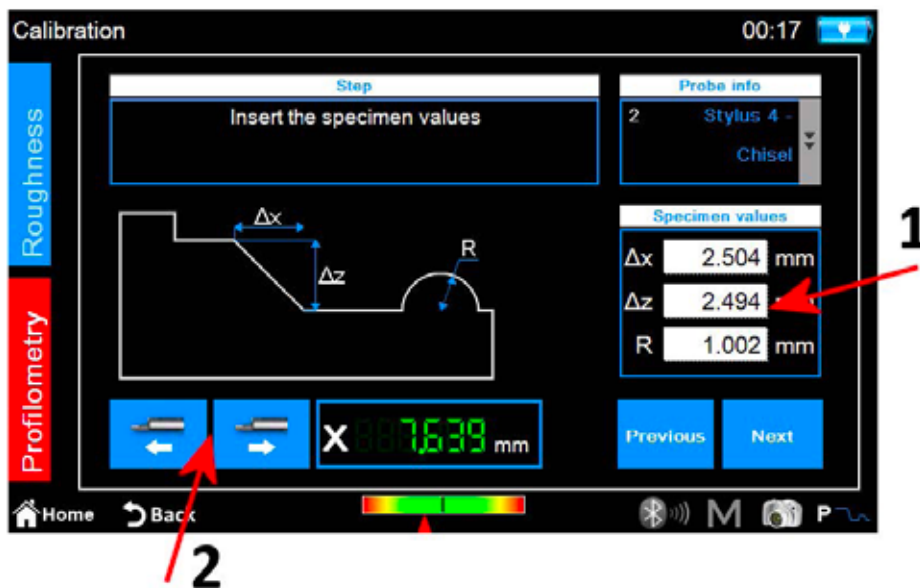 Calibration
00:17
Roughness
Profilometry
Step
Insert the specimen values
Probe info
2 Stylus 4 -
Chisel
Δx
Δz
R
Specimen values
Δx 2.504 mm
Δz 2.494 mm
R 1.002 mm
1
X 7.639 mm
Previous
Next
Home
Back
M
P
2